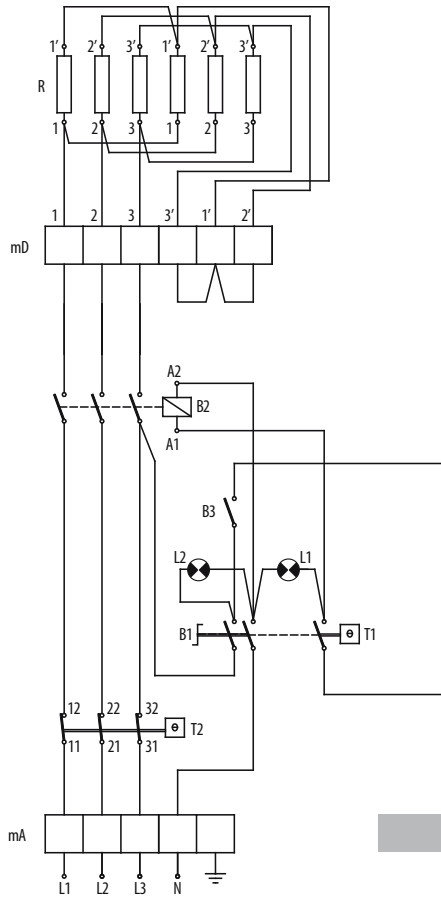 1' 2' 3' 1' 2' 3'
R
1 2 3 1 2 3
1 2 3 3' 1' 2'
mD
A2
B2
A1
B3
L2 L1
B1 T1
12 22 32
T2
11 21 31
mA
L1 L2 L3 N